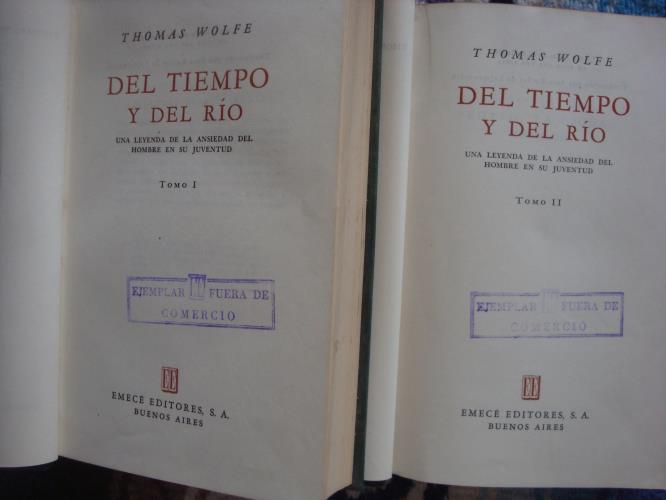 THOMAS WOLFE
DEL TIEMPO
Y DEL RÍO
UNA LEYENDA DE LA ANSIEDAD DEL
HOMBRE EN SU JUVENTUD
TOMO I
EJEMPLAR FUERA DE
COMERCIO
EE
EMECÉ EDITORES, S. A.
BUENOS AIRES
THOMAS WOLFE
DEL TIEMPO
Y DEL RÍO
UNA LEYENDA DE LA ANSIEDAD DEL
HOMBRE EN SU JUVENTUD
TOMO II
EJEMPLAR FUERA DE
COMERCIO
EE
EMECÉ EDITORES, S. A.
BUENOS AIRES